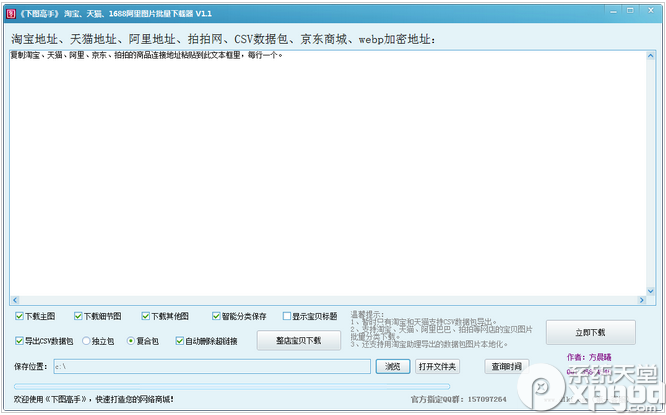 《下图高手》 淘宝、天猫、1688阿里图片批量下载器 V1.1
淘宝地址、天猫地址、阿里地址、拍拍网、CSV数据包、京东商城、webp加密地址:
复制淘宝、天猫、阿里、京东、拍拍的商品连接地址粘贴到此文本框里，每行一个。
下载主图 下载细节图 下载其他图 智能分类保存 显示宝贝标题
导出CSV数据包 独立包 复合包 自动删除超链接 整店宝贝下载
温馨提示:
1、暂时只有淘宝和天猫支持CSV数据包导出。
2、支持淘宝、天猫、阿里巴巴、拍拍等网店的宝贝图片
批量分类下载。
3、还支持用淘宝助理导出的数据包图片本地化。
立即下载
作者：方晨曦
保存位置: c:\ 浏览 打开文件夹 查询时间
欢迎使用《下图高手》，快速打造您的网络商城！
官方指定QQ群：157097264
系统天堂
xpgod